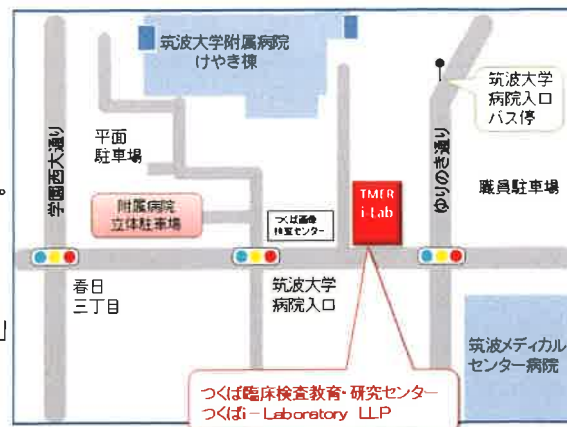 筑波大学附属病院
けやき棟
筑波大学
病院入口
バス停
学園西大通り
平面
駐車場
ゆりのき通り
職員駐車場
附属病院
立体駐車場
つくば画像
検査センター
TMER
i-Lab
春日
三丁目
筑波大学
病院入口
筑波メディカル
センター病院
つくば臨床検査教育・研究センター
つくばi－Laboratory LLP